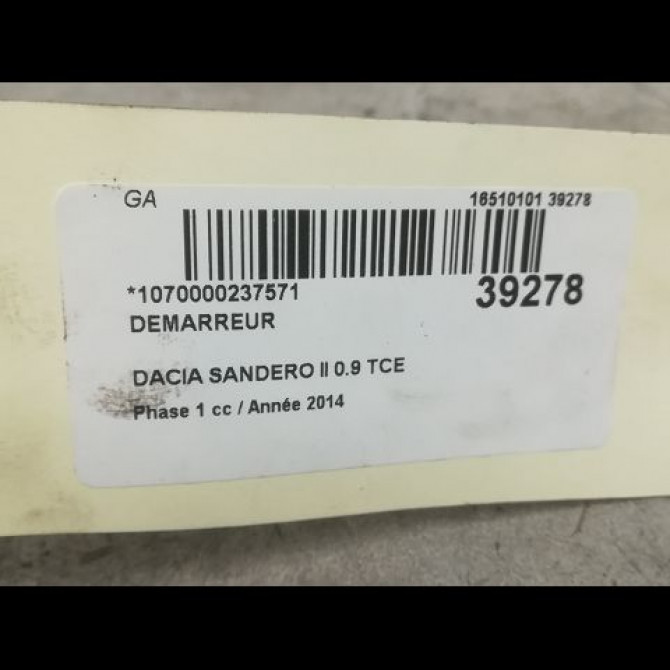 GA 16510101 39278
*1070000237571 39278
DEMARREUR
DACIA SANDERO II 0.9 TCE
Phase 1 cc / Année 2014